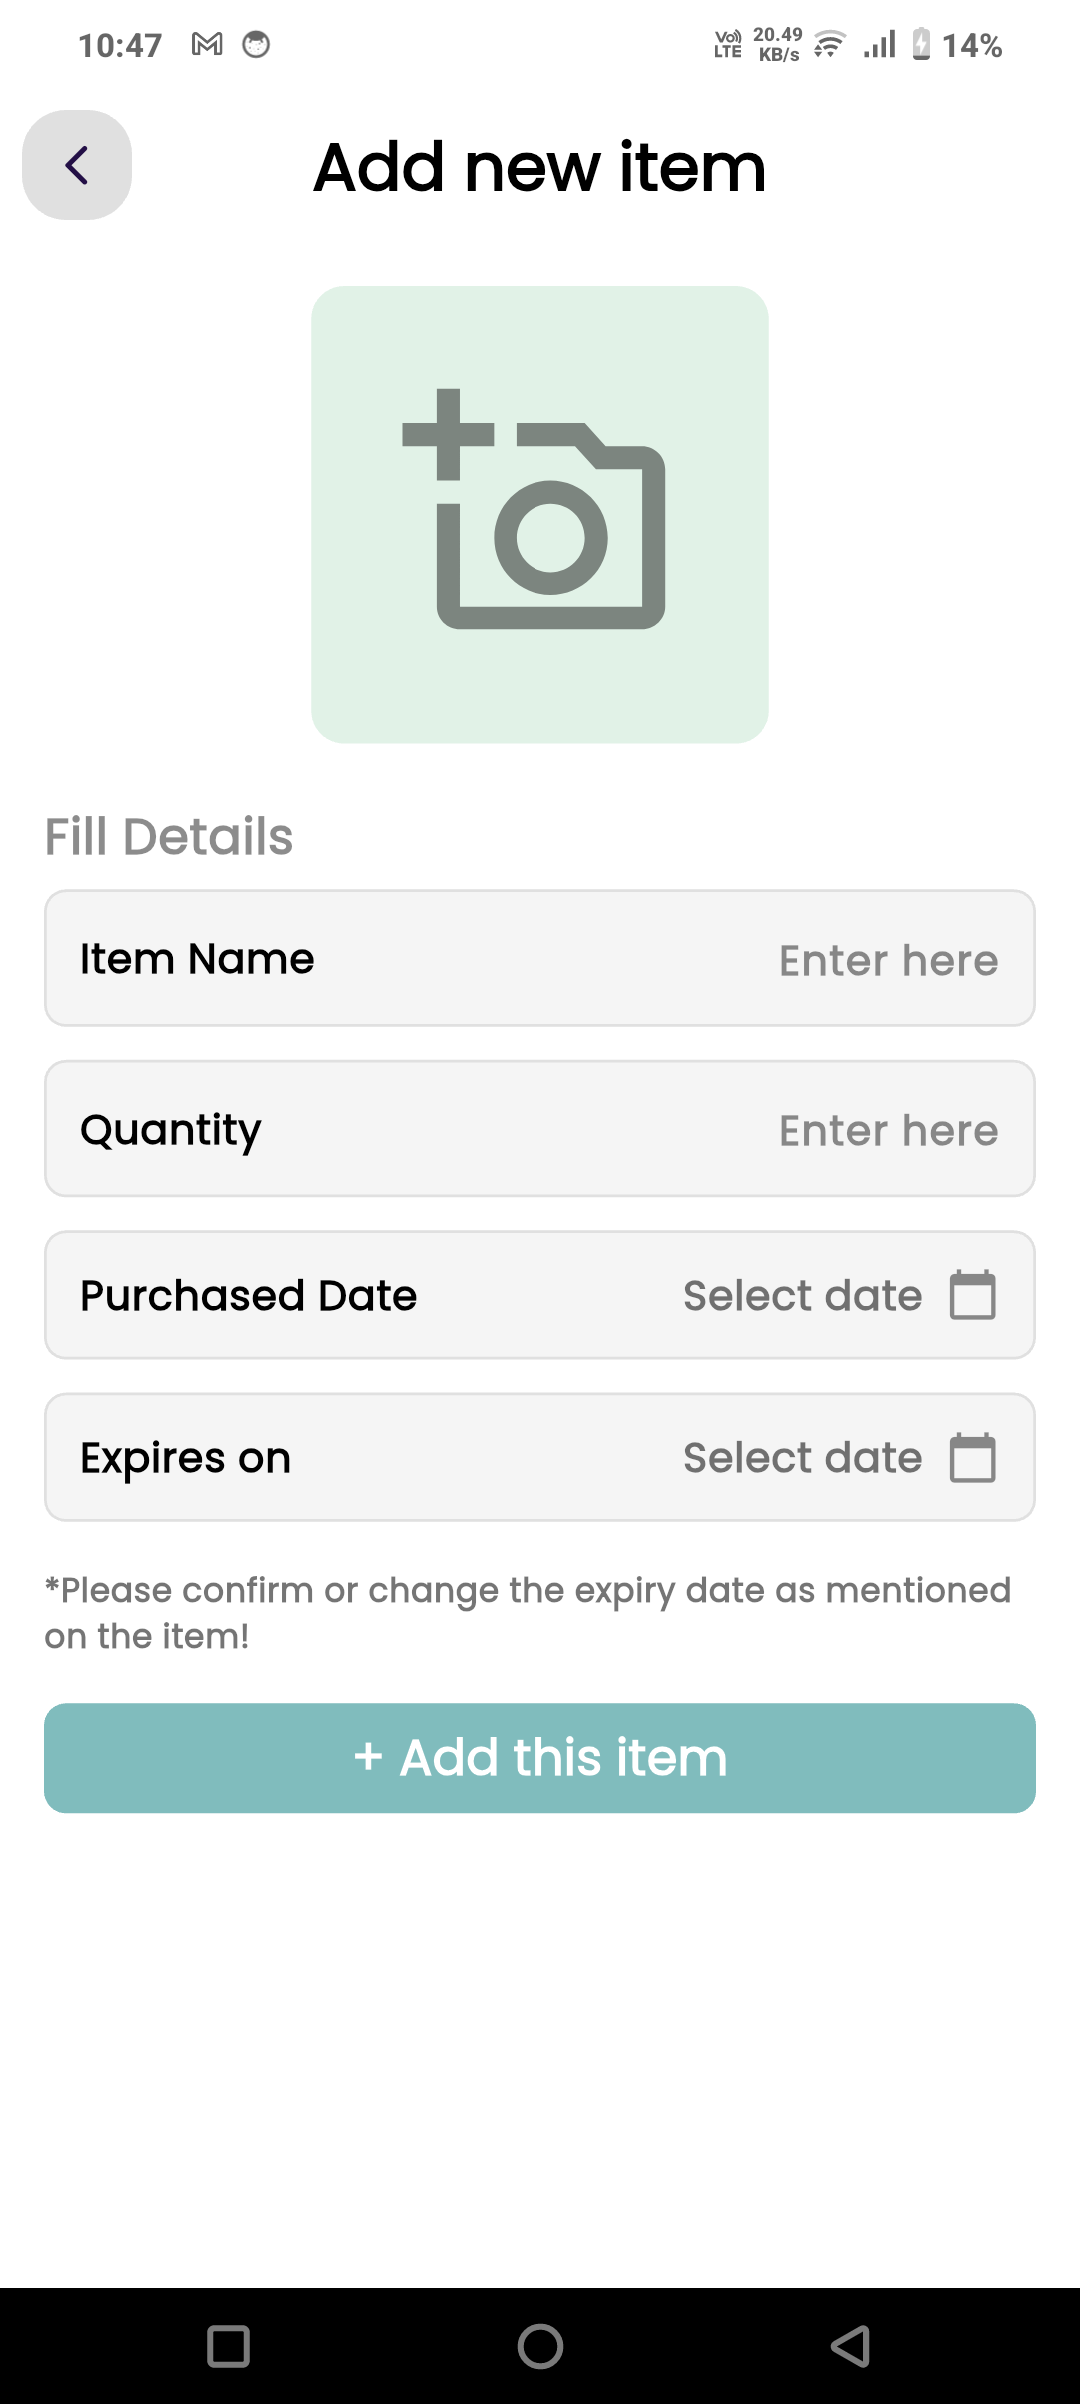 10:47
Vo) 20.49
LTE KB/s 14%
Add new item
Fill Details
Item Name Enter here
Quantity Enter here
Purchased Date Select date
Expires on Select date
*Please confirm or change the expiry date as mentioned
on the item!
+ Add this item